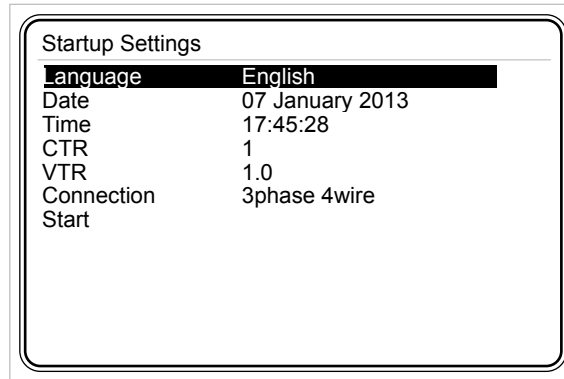 Startup Settings
Language English
Date 07 January 2013
Time 17:45:28
CTR 1
VTR 1.0
Connection 3phase 4wire
Start